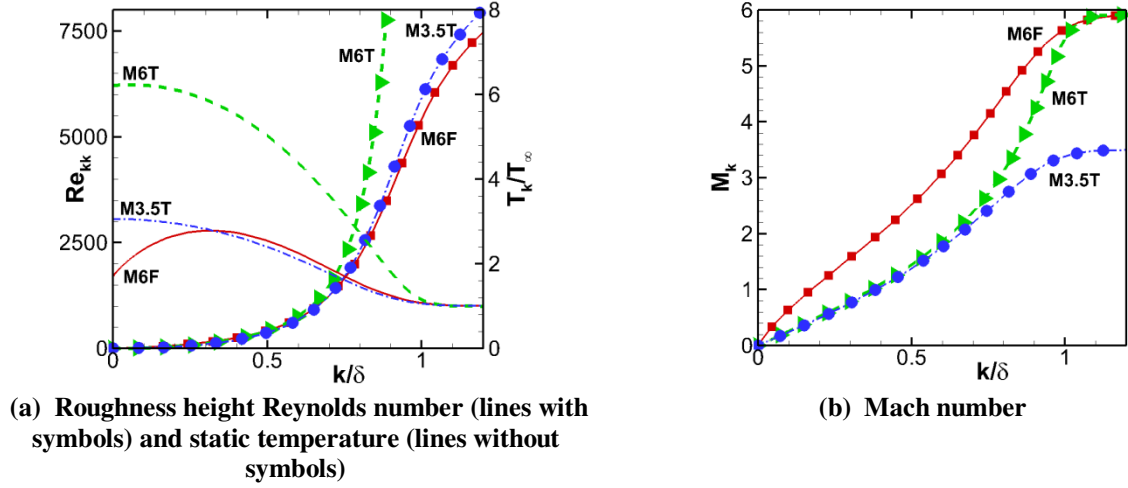 7500
5000
2500
0
Re_kk
M6T
M3.5T
M6F
M6T
M3.5T
M6F
8
6
4
2
0
T_k/T_∞
0
0.5
1
k/δ
6
5
4
3
2
1
0
M_k
M6F
M6T
M3.5T
0
0.5
1
k/δ
(a) Roughness height Reynolds number (lines with
symbols) and static temperature (lines without
symbols)
(b) Mach number